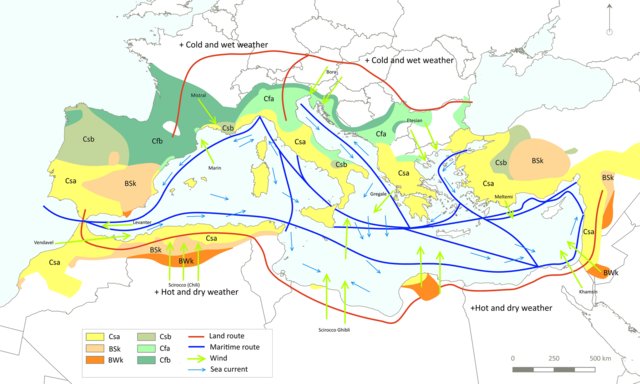 + Cold and wet weather
+ Cold and wet weather
Bora
Mistral
Cfa
Csb
Cfa
Etesian
Csb
Cfb
Csa
Csb
BSk
Csb
Marin
Csa
BSk
Csa
Gregale
Csa
Meltemi
Csa
BSk
Levanter
Csa
Vendavel
Csa
BSk
BWk
Csa
BWk
Scirocco (Chili)
Khamsin
+ Hot and dry weather
+Hot and dry weather
Scirocco Ghibli
Csa
Csb
Land route
BSk
Cfa
Maritime route
BWk
Cfb
Wind
Sea current
0
250
500 km